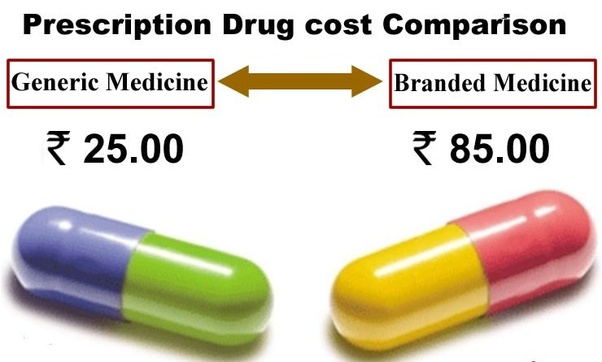 Prescription Drug cost Comparison
Generic Medicine
Branded Medicine
₹ 25.00
₹ 85.00